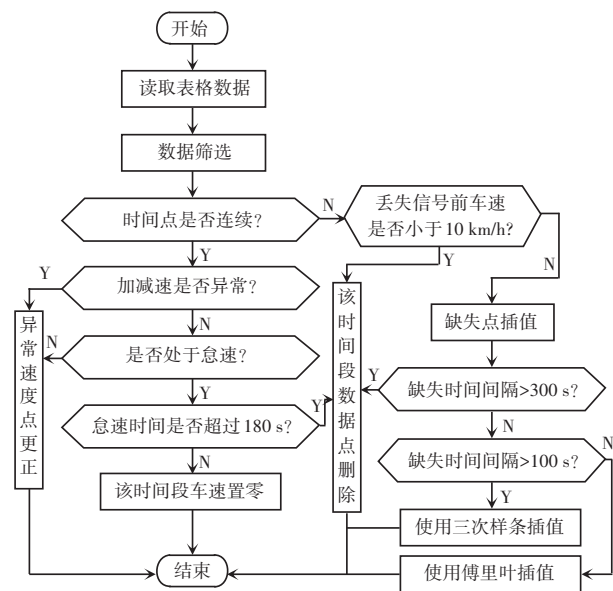 开始
读取表格数据
数据筛选
时间点是否连续?
N
丢失信号前车速
是否小于10 km/h?
Y
Y
N
Y
加减速是否异常?
该时间段数据点删除
缺失点插值
异常速度点更正
N
N
是否处于怠速?
Y
缺失时间间隔>300 s?
Y
Y
怠速时间是否超过180 s?
N
N
缺失时间间隔>100 s?
N
该时间段车速置零
Y
使用三次样条插值
结束
使用傅里叶插值